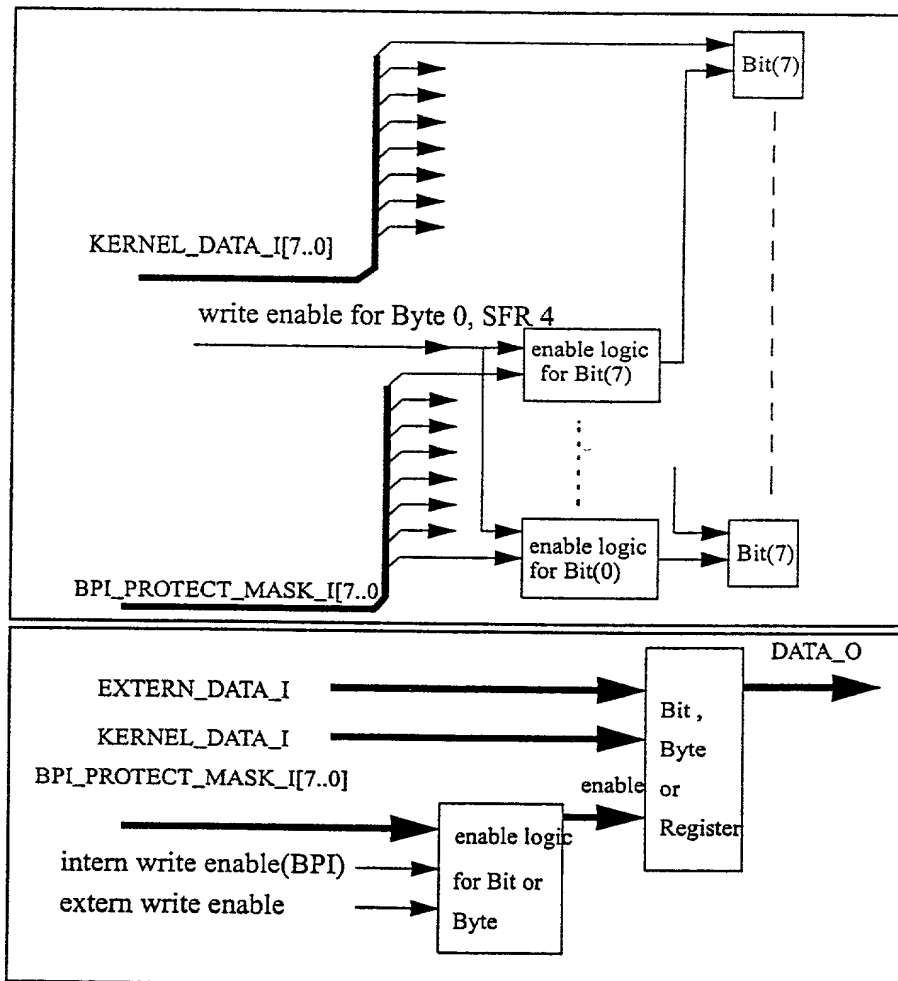 Bit(7)
KERNEL_DATA_I[7..0]
write enable for Byte 0, SFR 4
enable logic
for Bit(7)
enable logic
for Bit(0)
Bit(7)
BPI_PROTECT_MASK_I[7..0
DATA_O
EXTERN_DATA_I
Bit ,
KERNEL_DATA_I
Byte
BPI_PROTECT_MASK_I[7..0]
enable
or
Register
enable logic
intern write enable(BPI)
for Bit or
extern write enable
Byte